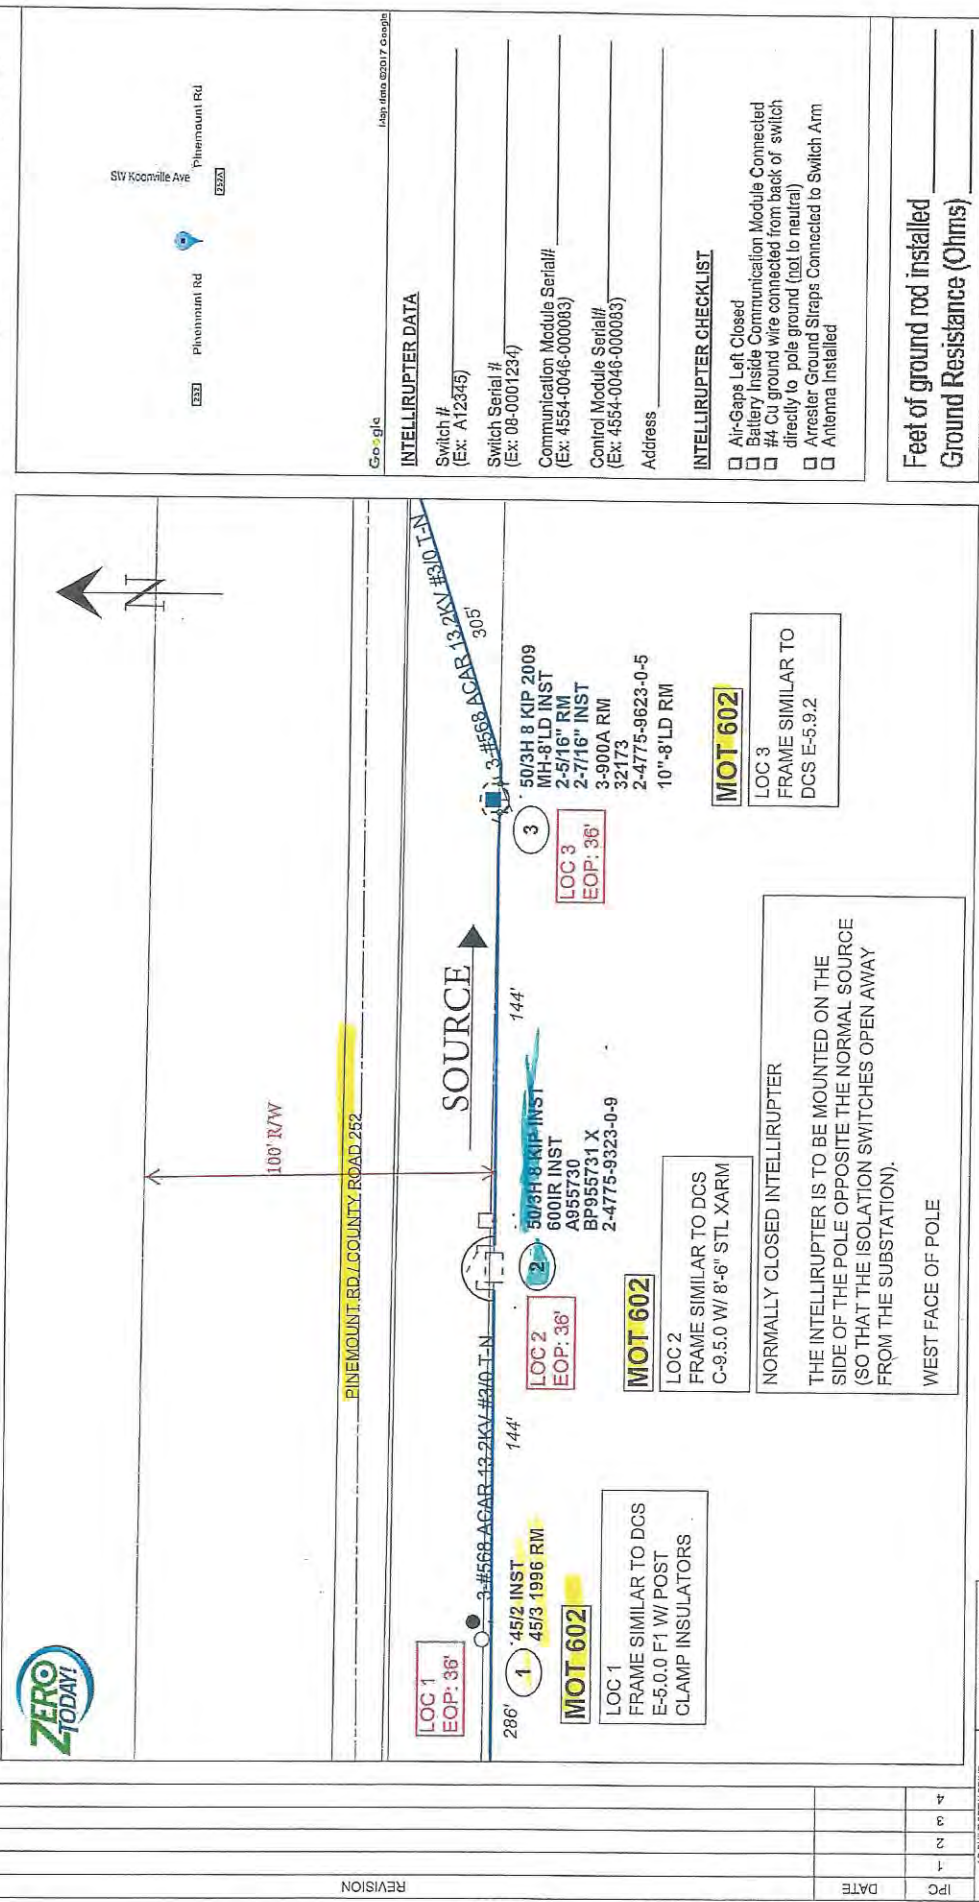 ZERO
TODAY!
100' R/W
N
PINEMOUNT RD / COUNTY ROAD 252
SOURCE
LOC 1
EOP: 36'
286'
3-#568 ACAR 13.2KV #3/0 T-N
144'
144'
3-#568 ACAR 13.2KV #3/0 T-N
305'
1
45/2 INST
45/3 1996 RM
MOT 602
LOC 1
FRAME SIMILAR TO DCS
E-5.0.0 F1 W/ POST
CLAMP INSULATORS
LOC 2
EOP: 36'
2
50/3H 8 KIP INST
600IR INST
A955730
BP955731 X
2-4775-9323-0-9
MOT 602
LOC 2
FRAME SIMILAR TO DCS
C-9.5.0 W/ 8'-6" STL XARM
NORMALLY CLOSED INTELLIRUPTER
THE INTELLIRUPTER IS TO BE MOUNTED ON THE
SIDE OF THE POLE OPPOSITE THE NORMAL SOURCE
(SO THAT THE ISOLATION SWITCHES OPEN AWAY
FROM THE SUBSTATION).
WEST FACE OF POLE
LOC 3
EOP: 36'
3
50/3H 8 KIP 2009
MH-8'LD INST
2-5/16" RM
2-7/16" INST
3-900A RM
32173
2-4775-9623-0-5
10"-8'LD RM
MOT 602
LOC 3
FRAME SIMILAR TO
DCS E-5.9.2
252
Pinemount Rd
SW Koonville Ave
Pinemount Rd
252A
Google
Map data ©2017 Google
INTELLIRUPTER DATA
Switch #
(Ex: A12345)
Switch Serial #
(Ex: 08-0001234)
Communication Module Serial#
(Ex: 4554-0046-000083)
Control Module Serial#
(Ex: 4554-0046-000083)
Address
INTELLIRUPTER CHECKLIST
Air-Gaps Left Closed
Battery Inside Communication Module Connected
#4 Cu ground wire connected from back of switch
directly to pole ground (not to neutral)
Arrester Ground Straps Connected to Switch Arm
Antenna Installed
Feet of ground rod installed
Ground Resistance (Ohms)
REVISION
DATE
IPC
1
2
3
4